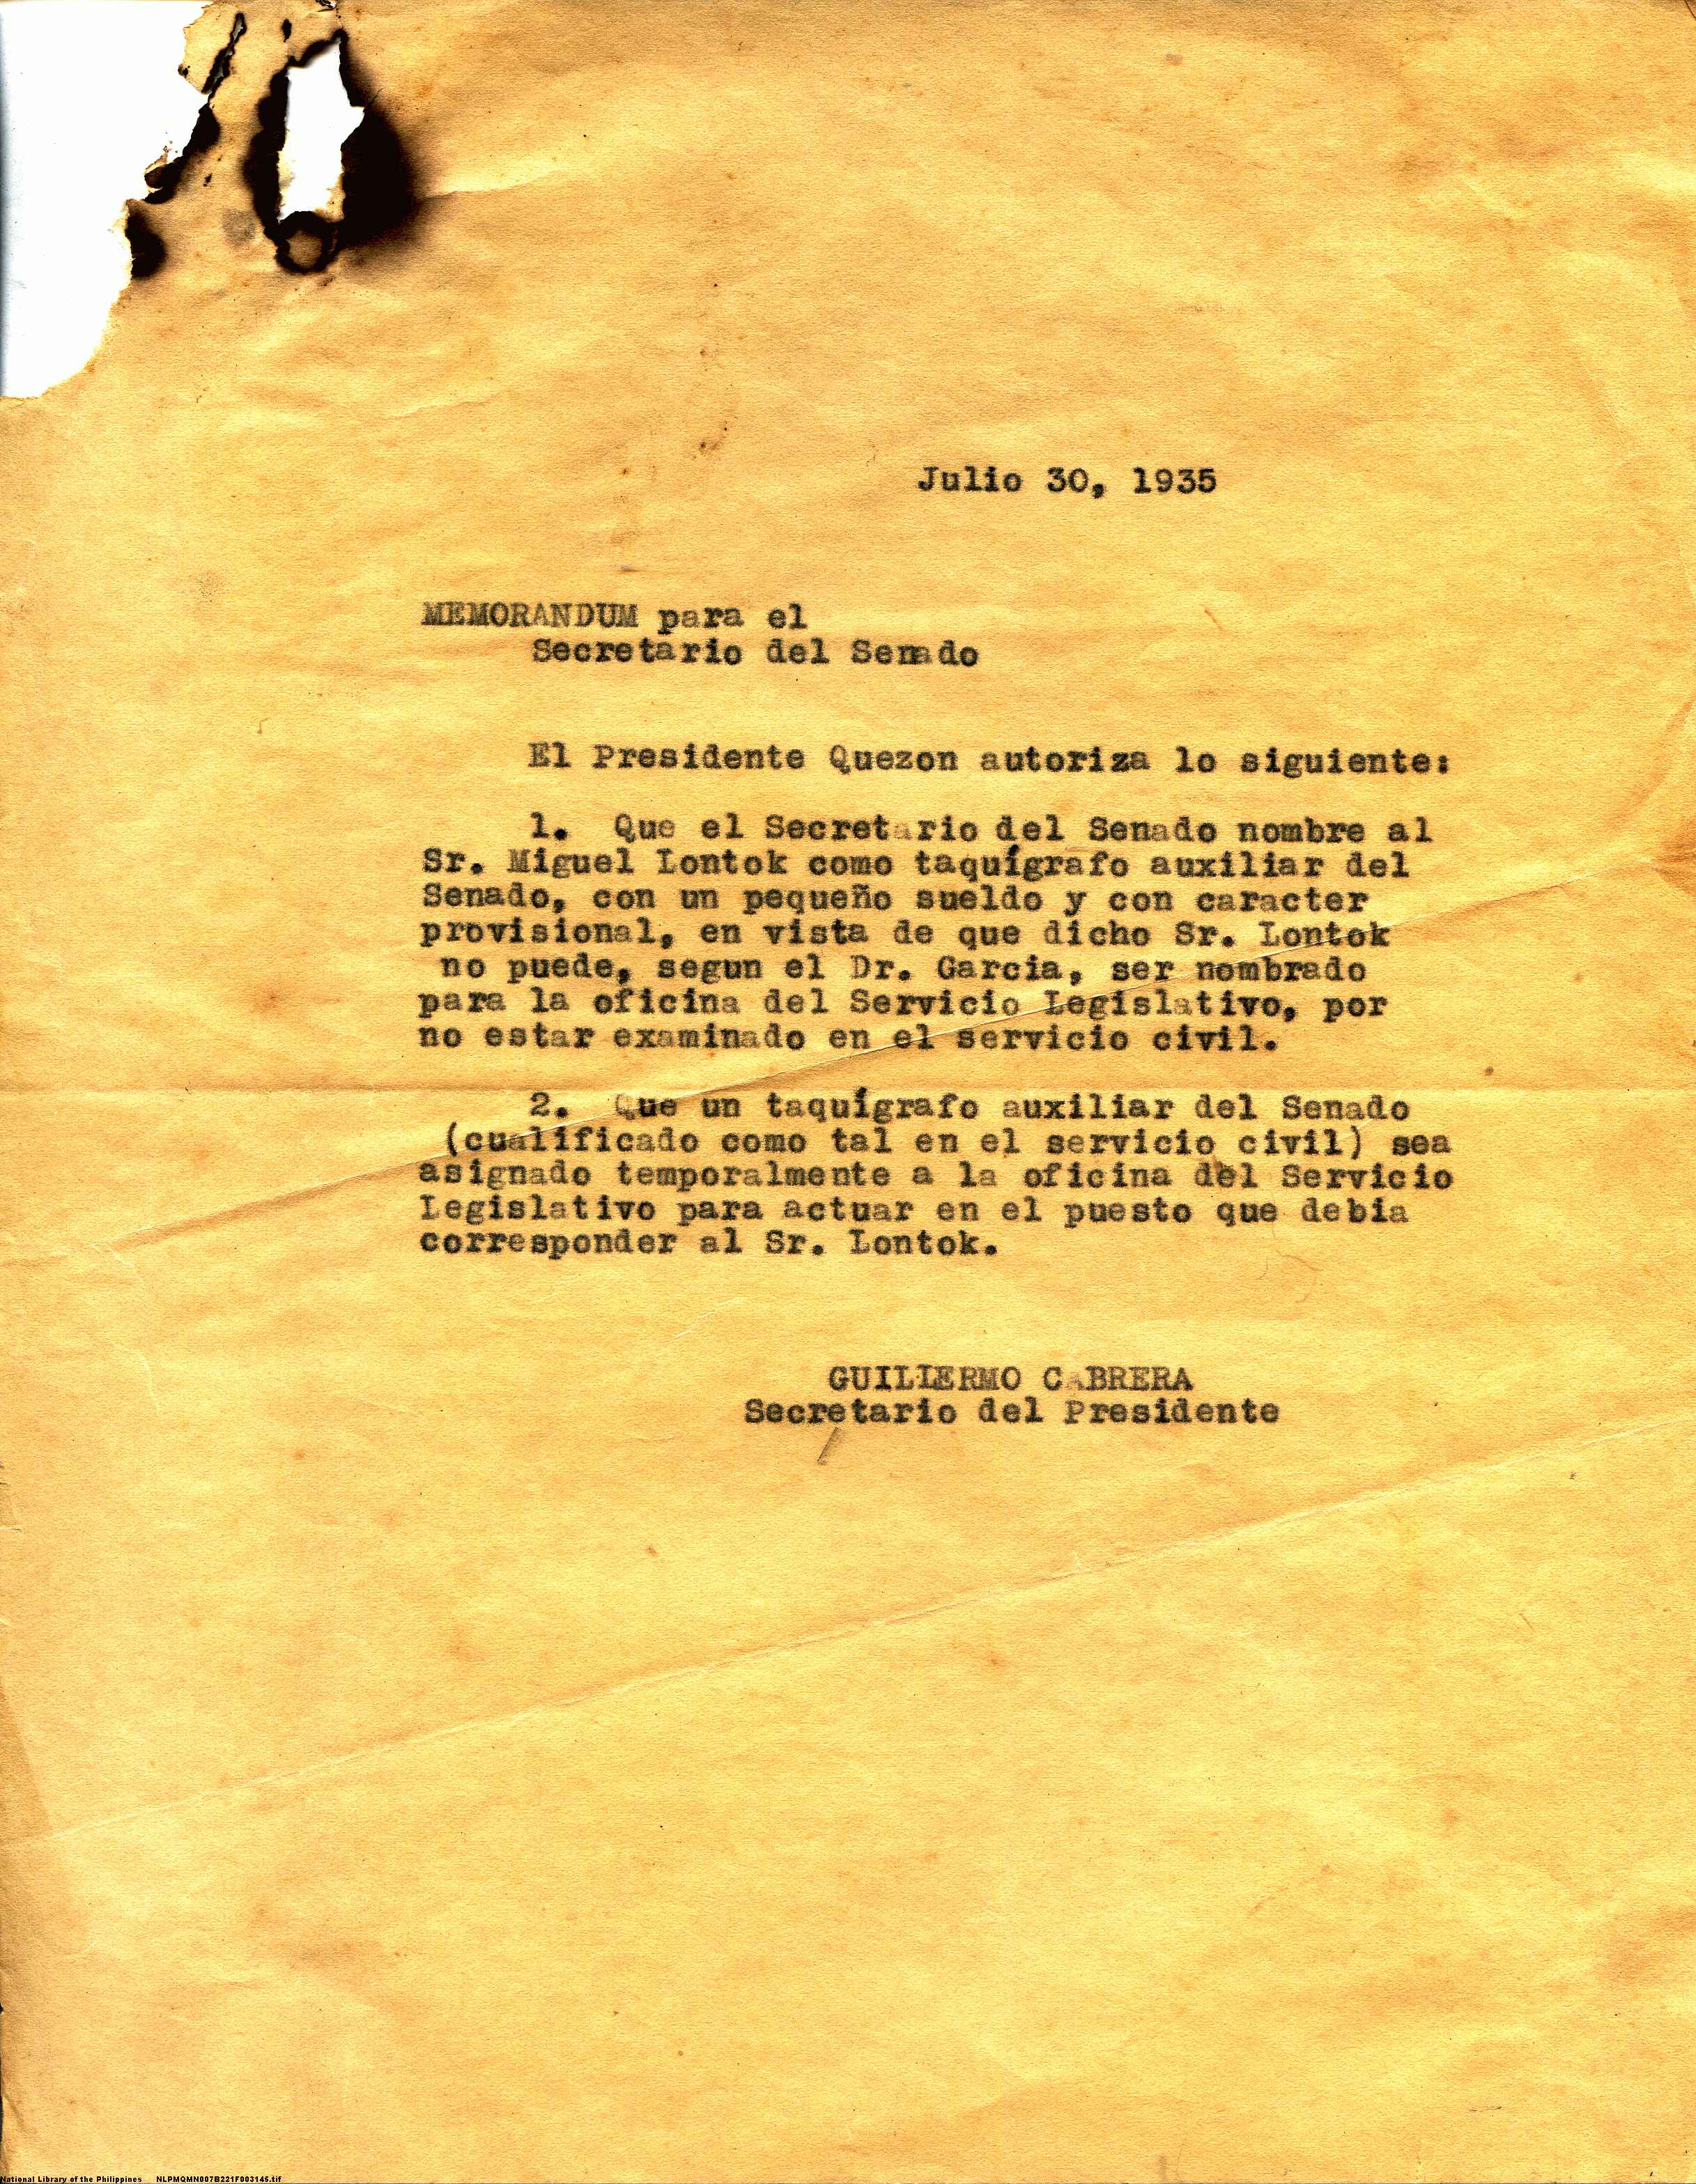 Julio 30, 1935
MEMORANDUM para el
Secretario del Senado
El Presidente Quezon autoriza lo siguiente:
1. Que el Secretario del Senado nombre al
Sr. Miguel Lontok como taquígrafo auxiliar del
Senado, con un pequeño sueldo y con caracter
provisional, en vista de que dicho Sr. Lontok
no puede, segun el Dr. Garcia, ser nombrado
para la oficina del Servicio Legislativo, por
no estar examinado en el servicio civil.
2. Que un taquígrafo auxiliar del Senado
(cualificado como tal en el servicio civil) sea
asignado temporalmente a la oficina del Servicio
Legislativo para actuar en el puesto que debia
corresponder al Sr. Lontok.
GUILLERMO CABRERA
Secretario del Presidente
National Library of the Philippines NLPMQMN007B221F003145.tif